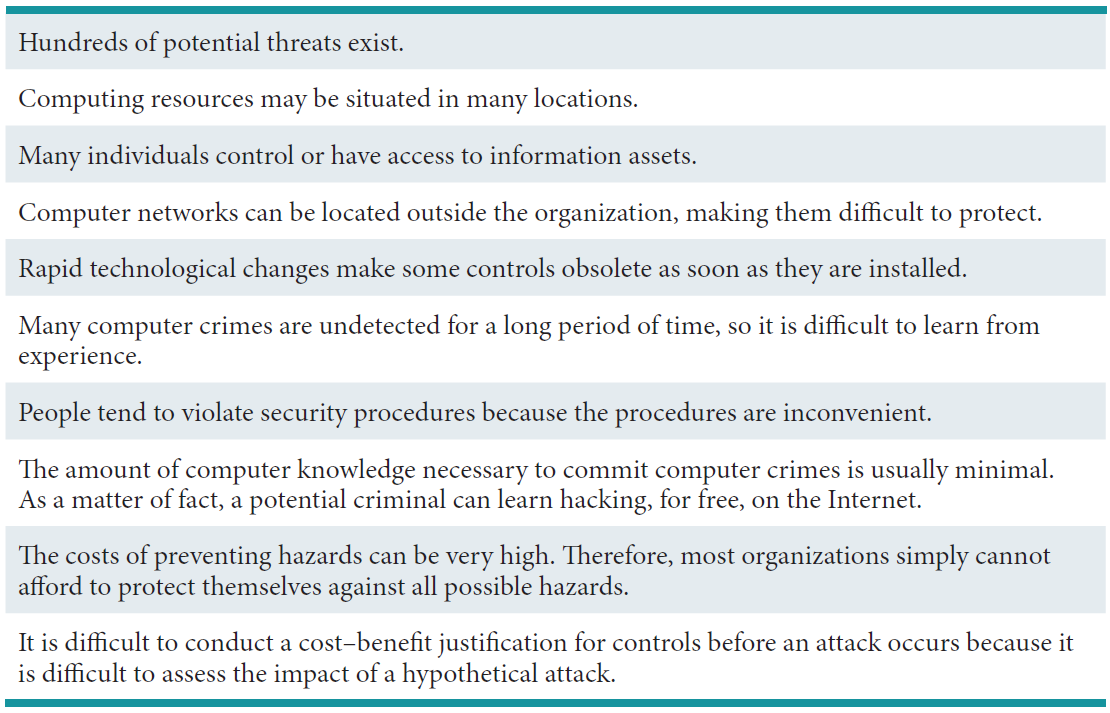 Hundreds of potential threats exist.
Computing resources may be situated in many locations.
Many individuals control or have access to information assets.
Computer networks can be located outside the organization, making them difficult to protect.
Rapid technological changes make some controls obsolete as soon as they are installed.
Many computer crimes are undetected for a long period of time, so it is difficult to learn from
experience.
People tend to violate security procedures because the procedures are inconvenient.
The amount of computer knowledge necessary to commit computer crimes is usually minimal.
As a matter of fact, a potential criminal can learn hacking, for free, on the Internet.
The costs of preventing hazards can be very high. Therefore, most organizations simply cannot
afford to protect themselves against all possible hazards.
It is difficult to conduct a cost–benefit justification for controls before an attack occurs because it
is difficult to assess the impact of a hypothetical attack.